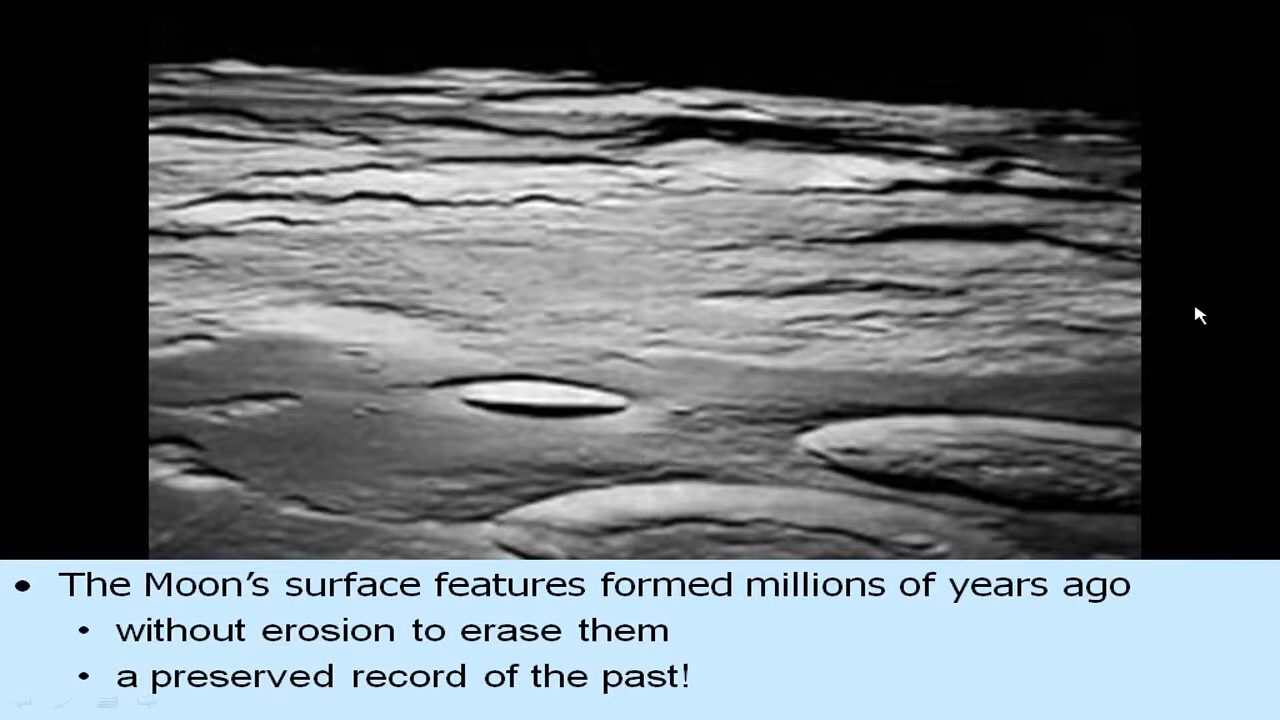 • The Moon’s surface features formed millions of years ago
• without erosion to erase them
• a preserved record of the past!